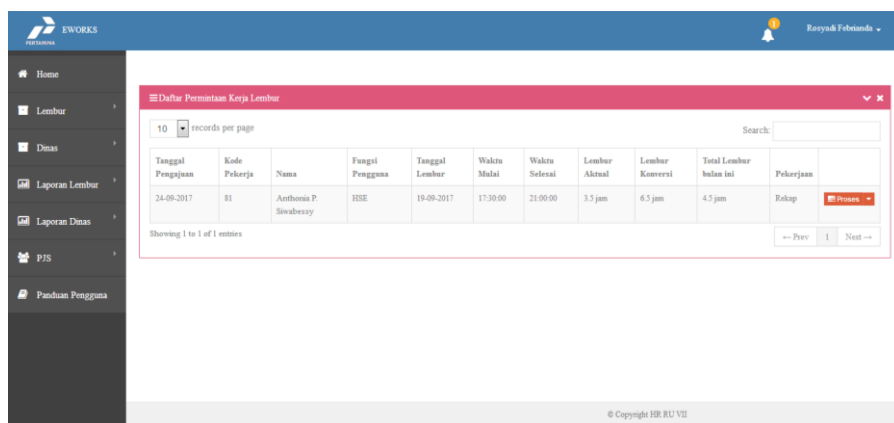 EWORKS
PERTAMINA
1
Rosyadi Febrianda
Home
Lembur
Dinas
Laporan Lembur
Laporan Dinas
PJS
Panduan Pengguna
Daftar Permintaan Kerja Lembur
10 records per page
Search:
Tanggal Pengajuan Kode Pekerja Nama Fungsi Pengguna Tanggal Lembur Waktu Mulai Waktu Selesai Lembur Aktual Lembur Konversi Total Lembur bulan ini Pekerjaan
24-09-2017 81 Anthonia P. Siwabessy HSE 19-09-2017 17:30:00 21:00:00 3.5 jam 6.5 jam 4.5 jam Rekap Proses
Showing 1 to 1 of 1 entries
← Prev 1 Next →
© Copyright HR RU VII